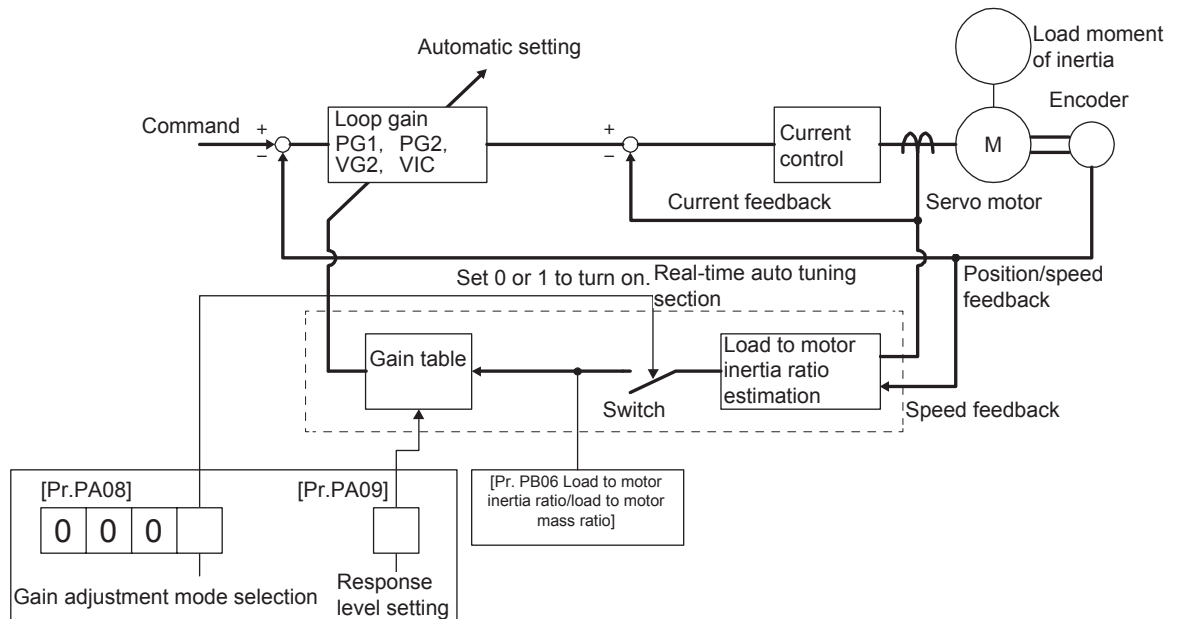 Load moment
of inertia
Automatic setting
Encoder
Command
+
−
Loop gain
PG1, PG2,
VG2, VIC
+
−
Current
control
M
Current feedback
Servo motor
Set 0 or 1 to turn on.
Real-time auto tuning
section
Position/speed
feedback
Gain table
Load to motor
inertia ratio
estimation
Switch
Speed feedback
[Pr.PA08]
[Pr.PA09]
[Pr. PB06 Load to motor
inertia ratio/load to motor
mass ratio]
0 0 0
Gain adjustment mode selection
Response
level setting